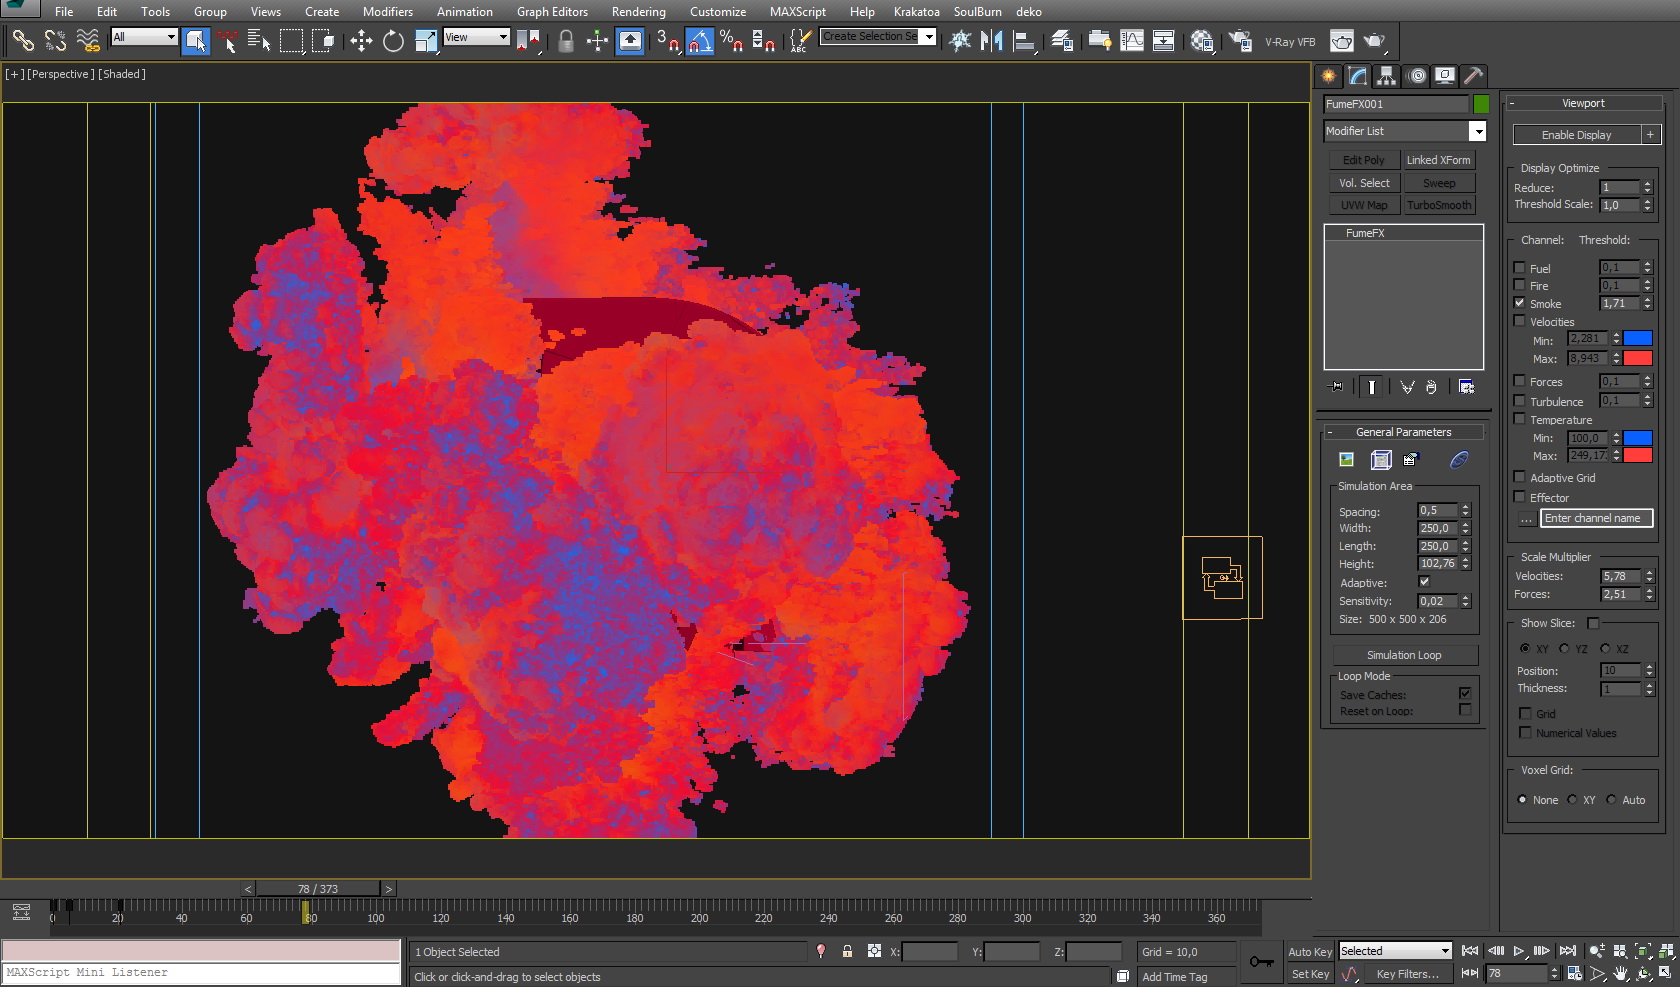 File Edit Tools Group Views Create Modifiers Animation Graph Editors Rendering Customize MAXScript Help Krakatoa SoulBurn deko
All View 3 % ABC Create Selection Se V-Ray VFB
[+] [Perspective] [Shaded]
FumeFX001
Modifier List
Edit Poly Linked XForm
Vol. Select Sweep
UVW Map TurboSmooth
FumeFX
- General Parameters
Simulation Area
Spacing: 0,5
Width: 250,0
Length: 250,0
Height: 102,76
Adaptive:
Sensitivity: 0,02
Size: 500 x 500 x 206
Simulation Loop
Loop Mode
Save Caches:
Reset on Loop:
- Viewport
Enable Display +
Display Optimize
Reduce: 1
Threshold Scale: 1,0
Channel: Threshold:
Fuel 0,1
Fire 0,1
Smoke 1,71
Velocities
Min: 2,281
Max: 8,943
Forces 0,1
Turbulence 0,1
Temperature
Min: 100,0
Max: 249,17
Adaptive Grid
Effector
... Enter channel name
Scale Multiplier
Velocities: 5,78
Forces: 2,51
Show Slice:
XY YZ XZ
Position: 10
Thickness: 1
Grid
Numerical Values
Voxel Grid:
None XY Auto
< 78 / 373 >
0 20 40 60 80 100 120 140 160 180 200 220 240 260 280 300 320 340 360
1 Object Selected X: Y: Z: Grid = 10,0 Auto Key Selected
MAXScript Mini Listener
Click or click-and-drag to select objects Add Time Tag Set Key Key Filters... 78